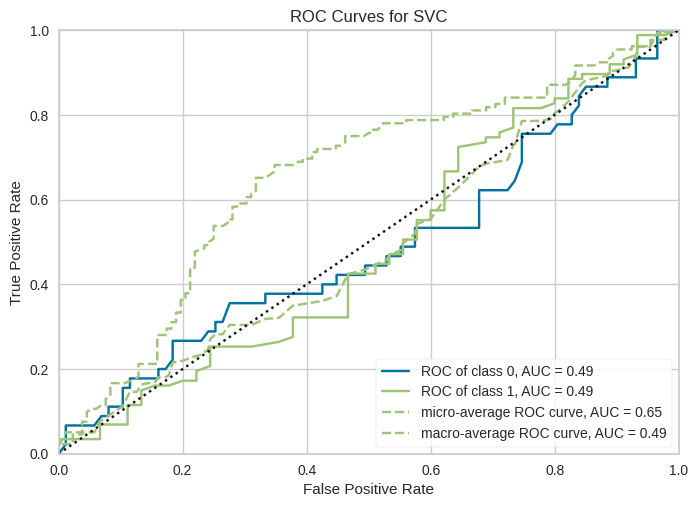 ROC Curves for SVC
True Positive Rate
1.0
0.8
0.6
0.4
0.2
0.0
ROC of class 0, AUC = 0.49
ROC of class 1, AUC = 0.49
micro-average ROC curve, AUC = 0.65
macro-average ROC curve, AUC = 0.49
0.0 0.2 0.4 0.6 0.8 1.0
False Positive Rate